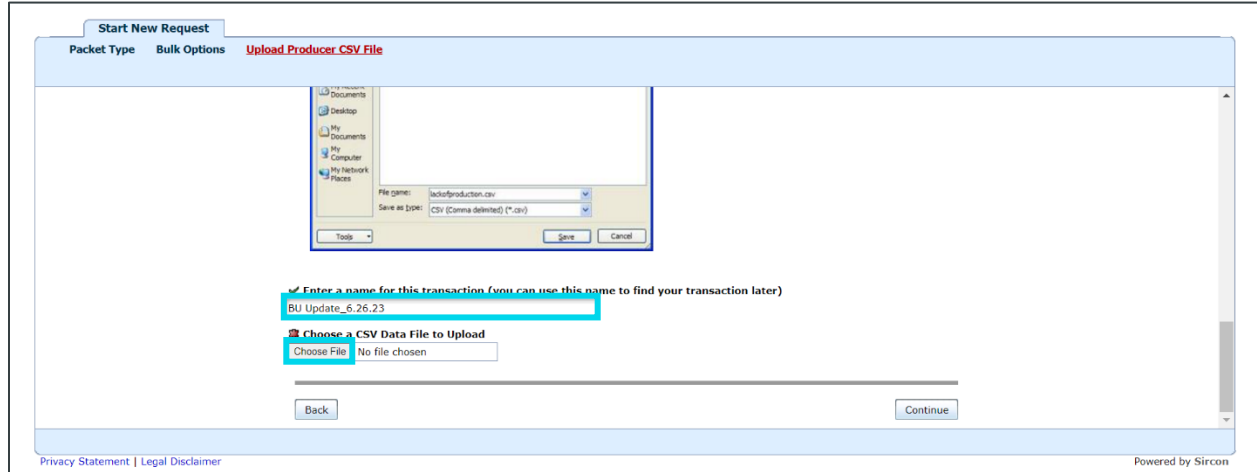 Start New Request
Packet Type Bulk Options Upload Producer CSV File
Documents
Desktop
My
Documents
My
Computer
My Network
Places
File name: lackofproduction.csv
Save as type: CSV (Comma delimited) (*.csv)
Tools Save Cancel
Enter a name for this transaction (you can use this name to find your transaction later)
BU Update_6.26.23
Choose a CSV Data File to Upload
Choose File No file chosen
Back Continue
Privacy Statement | Legal Disclaimer Powered by Sircon